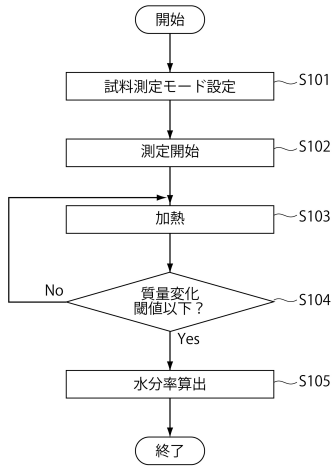 開始
試料測定モード設定
S101
測定開始
S102
加熱
S103
No
質量変化
閾値以下？
S104
Yes
水分率算出
S105
終了